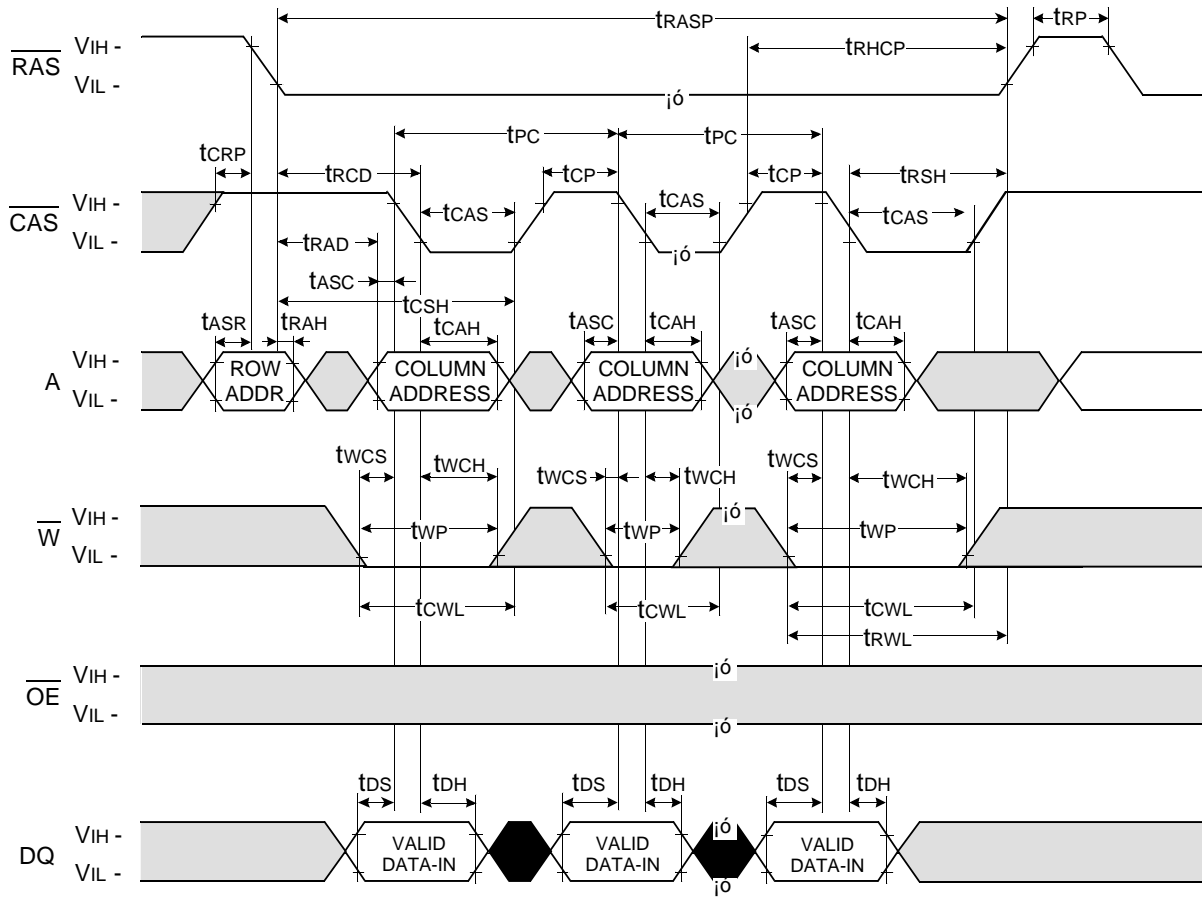 tRASP
tRP
RAS
VIH -
VIL -
tRHCP
¡ó
tCRP
tPC
tPC
tRCD
tCP
tCP
tRSH
CAS
VIH -
VIL -
tCAS
tCAS
tCAS
tRAD
¡ó
tASC
tCSH
tASR
tRAH
tCAH
tASC
tCAH
tASC
tCAH
A
VIH -
VIL -
ROW
ADDR
COLUMN
ADDRESS
COLUMN
ADDRESS
¡ó
¡ó
COLUMN
ADDRESS
tWCS
tWCH
tWCS
tWCH
tWCS
tWCH
W
VIH -
VIL -
tWP
tWP
¡ó
tWP
tCWL
tCWL
tCWL
tRWL
OE
VIH -
VIL -
¡ó
¡ó
tDS
tDH
tDS
tDH
tDS
tDH
DQ
VIH -
VIL -
VALID
DATA-IN
VALID
DATA-IN
¡ó
¡ó
VALID
DATA-IN